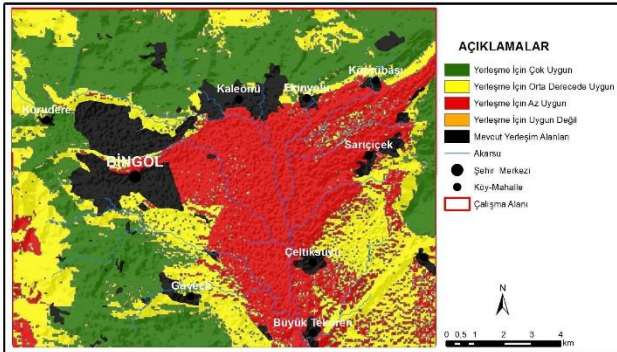 AÇIKLAMALAR
Yerleşme İçin Çok Uygun
Yerleşme İçin Orta Derecede Uygun
Yerleşme İçin Az Uygun
Yerleşme İçin Uygun Değil
Mevcut Yerleşim Alanları
Akarsu
Şehir Merkezi
Köy-Mahalle
Çalışma Alanı
Köprübaşı
Kaleönü
Ekinyolu
Kurudere
Sarıçiçek
BİNGÖL
Çeltiksuyu
Güveçli
Büyük Tekören
N
0 0,5 1 2 3 4
km